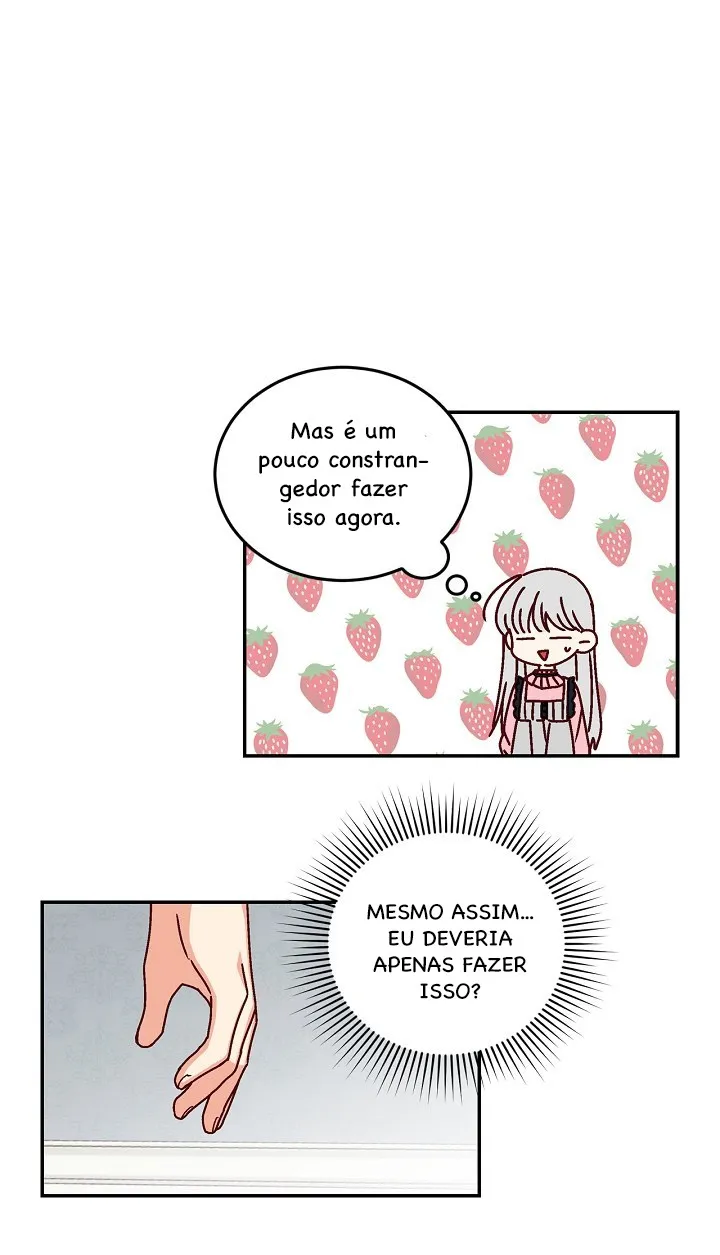 Mas é um
pouco constran-
gedor fazer
isso agora.
MESMO ASSIM...
EU DEVERIA
APENAS FAZER
ISSO?